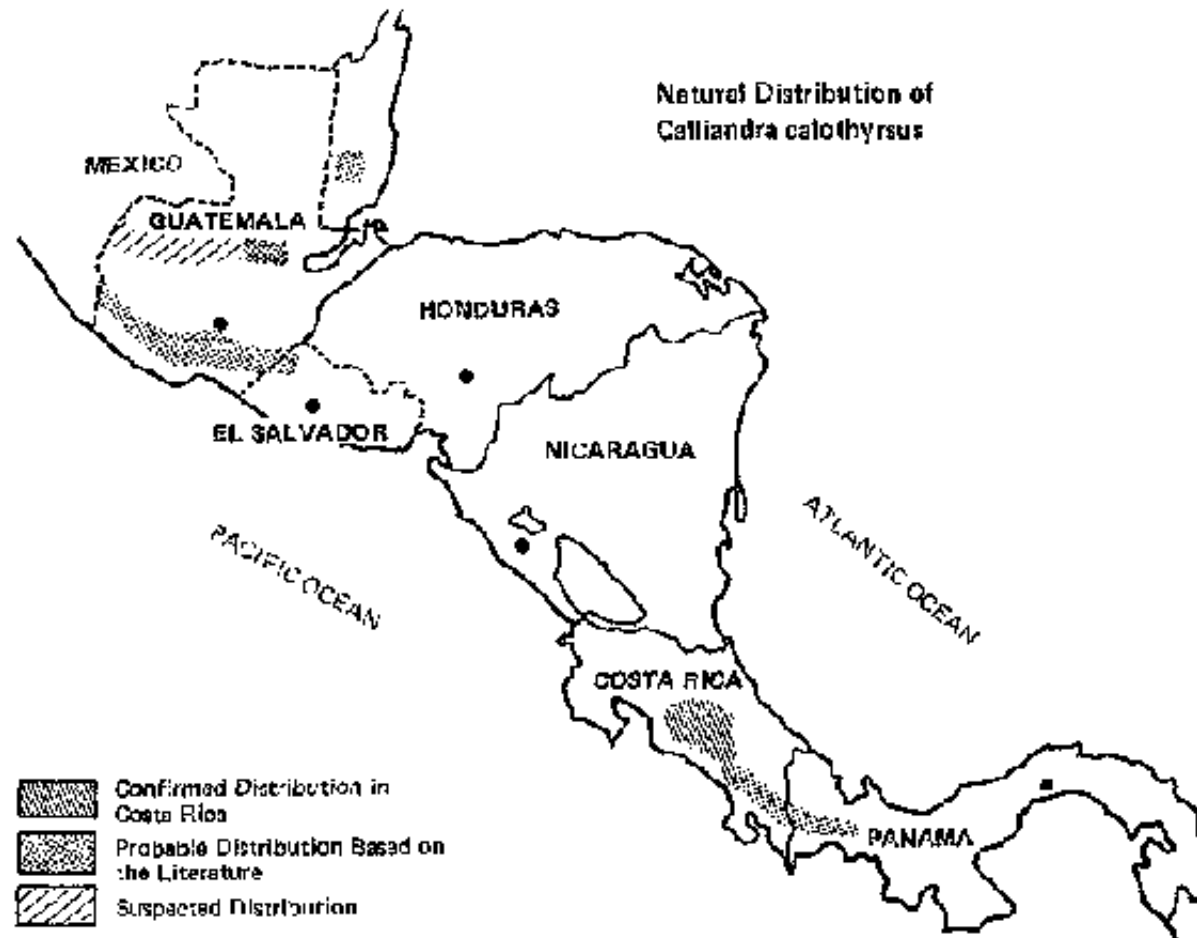 Natural Distribution of
Calliandra calothyrsus
MEXICO
GUATEMALA
HONDURAS
EL SALVADOR
NICARAGUA
PACIFIC OCEAN
ATLANTIC OCEAN
COSTA RICA
PANAMA
Confirmed Distribution in
Costa Rica
Probable Distribution Based on
the Literature
Suspected Distribution